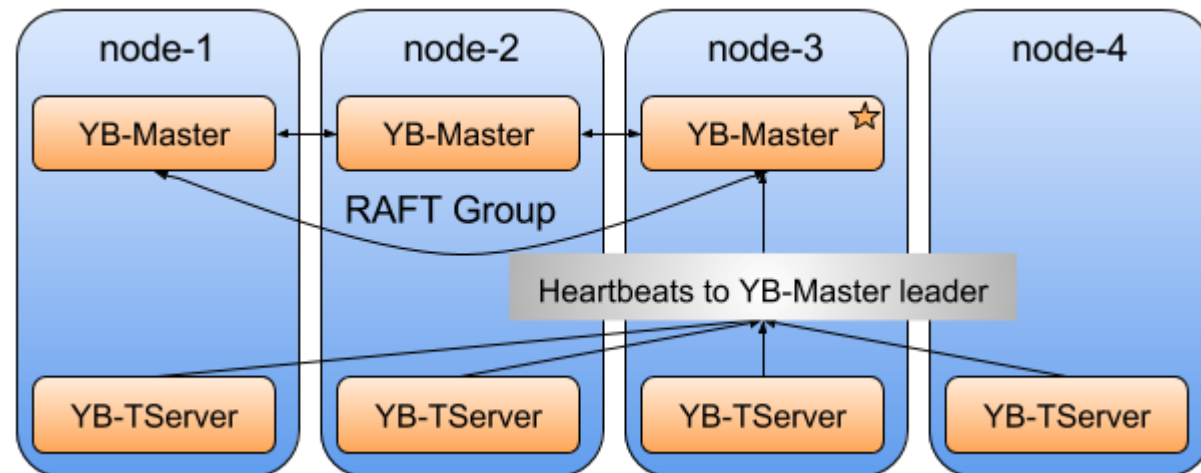 node-1
node-2
node-3
node-4
YB-Master
YB-Master
YB-Master
RAFT Group
Heartbeats to YB-Master leader
YB-TServer
YB-TServer
YB-TServer
YB-TServer